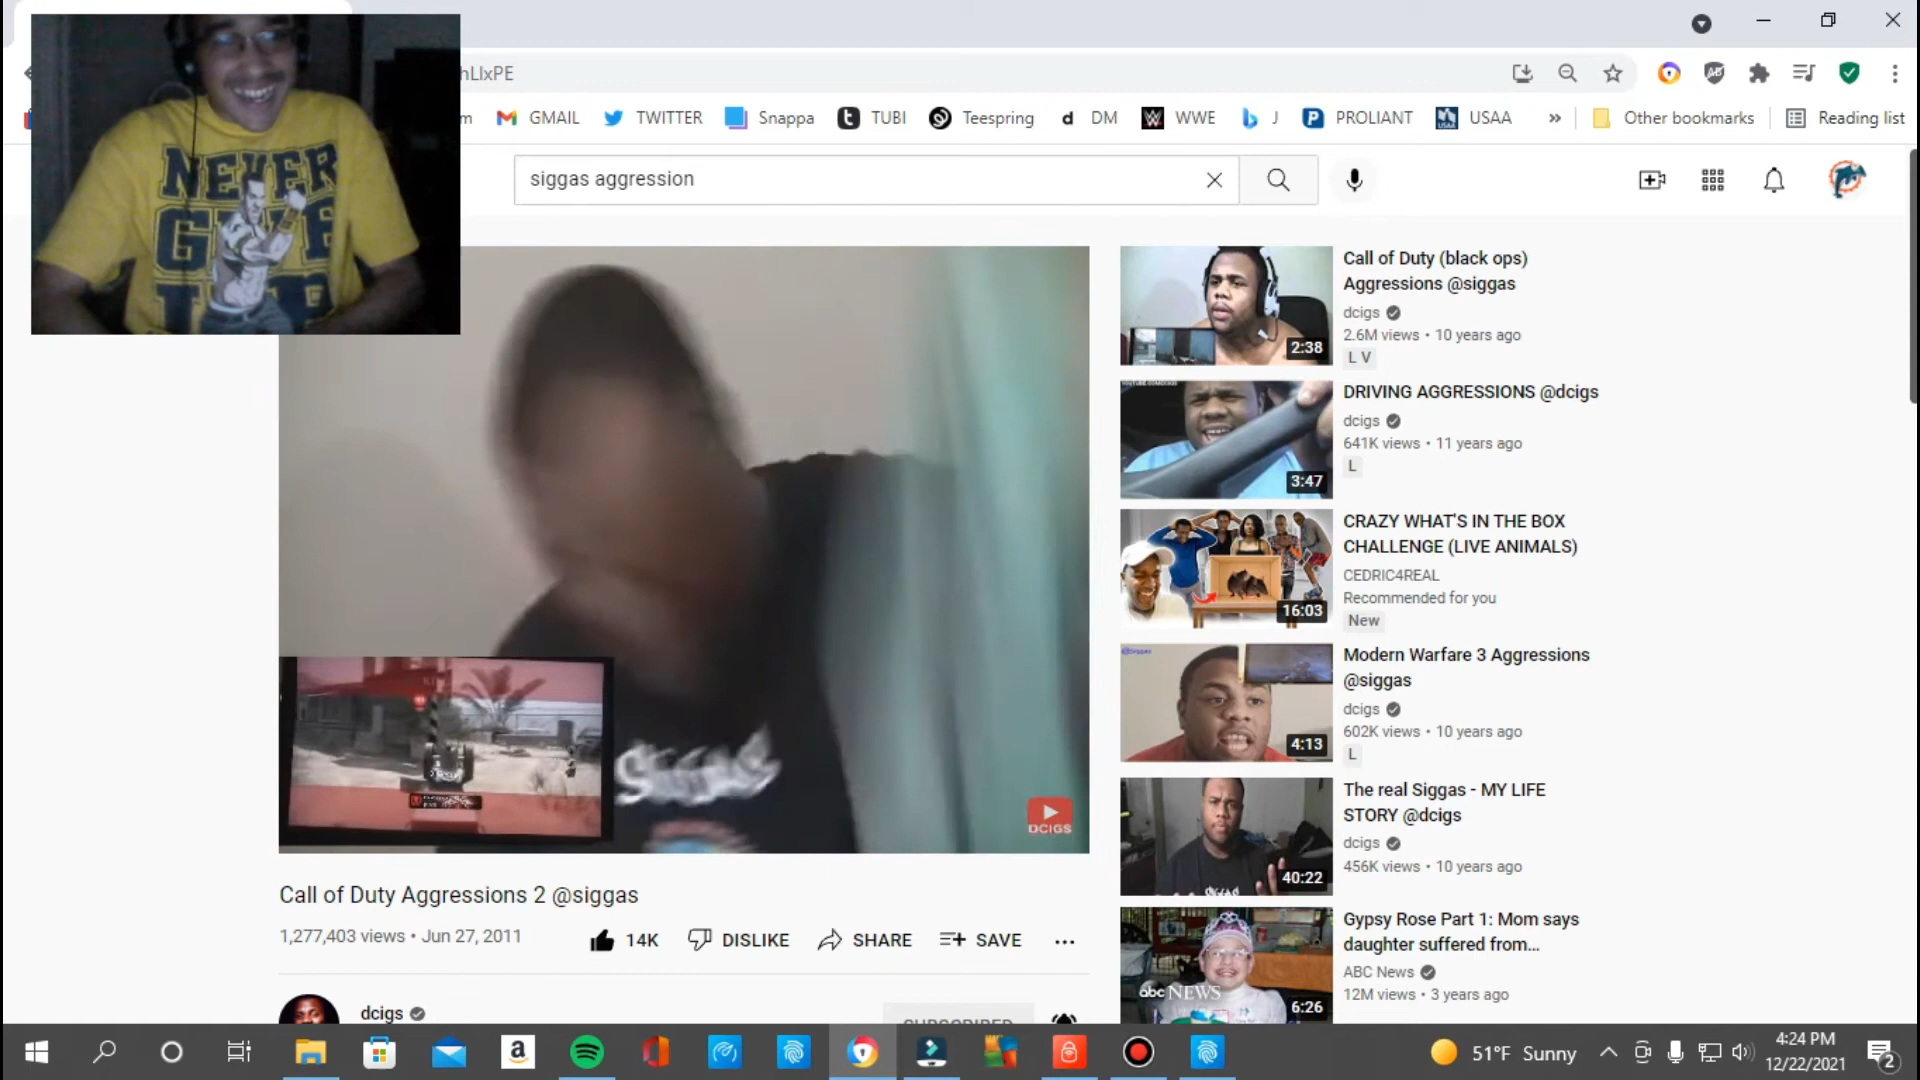 hLlxPE
m
GMAIL
TWITTER
Snappa
TUBI
Teespring
d DM
WWE
J
PROLIANT
USAA
»
Other bookmarks
Reading list
NEVER
siggas aggression
Call of Duty (black ops)
Aggressions @siggas
dcigs
2.6M views • 10 years ago
L V
2:38
DRIVING AGGRESSIONS @dcigs
dcigs
641K views • 11 years ago
L
3:47
CRAZY WHAT'S IN THE BOX
CHALLENGE (LIVE ANIMALS)
CEDRIC4REAL
Recommended for you
New
16:03
Modern Warfare 3 Aggressions
@siggas
dcigs
602K views • 10 years ago
L
4:13
The real Siggas - MY LIFE
STORY @dcigs
dcigs
456K views • 10 years ago
40:22
Gypsy Rose Part 1: Mom says
daughter suffered from...
ABC News
12M views • 3 years ago
abc NEWS
6:26
SIGGAS
DCIGS
Call of Duty Aggressions 2 @siggas
1,277,403 views • Jun 27, 2011
14K
DISLIKE
SHARE
SAVE
...
dcigs
SUBSCRIBED
51°F Sunny
4:24 PM
12/22/2021
2